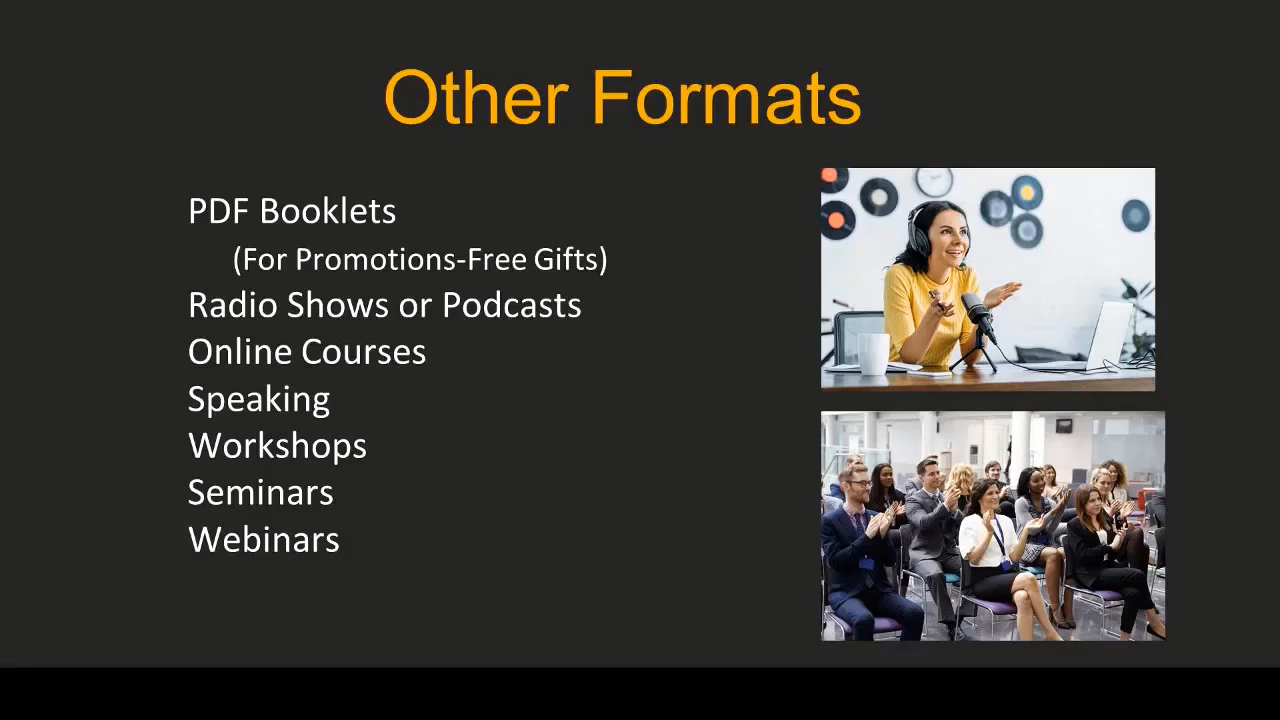 Other Formats
PDF Booklets
(For Promotions-Free Gifts)
Radio Shows or Podcasts
Online Courses
Speaking
Workshops
Seminars
Webinars